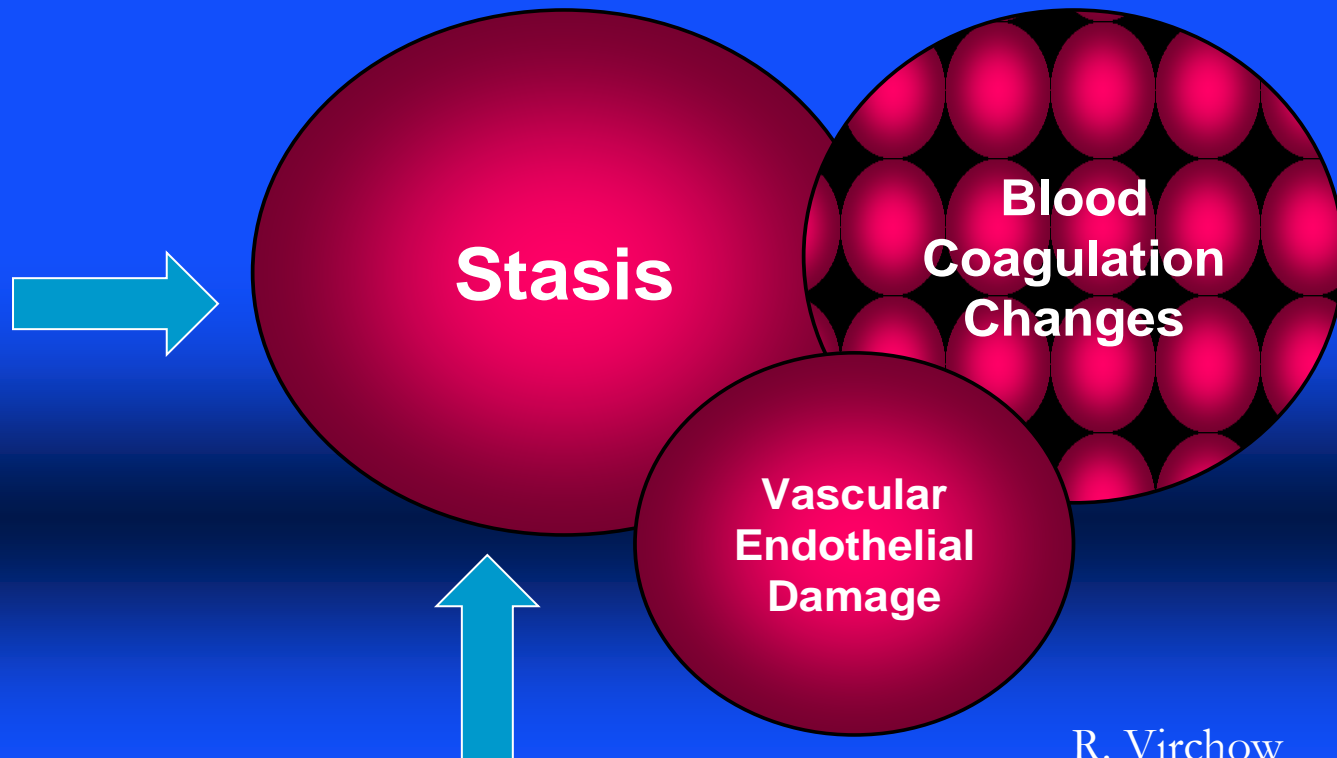 Stasis
Blood
Coagulation
Changes
Vascular
Endothelial
Damage
R. Virchow